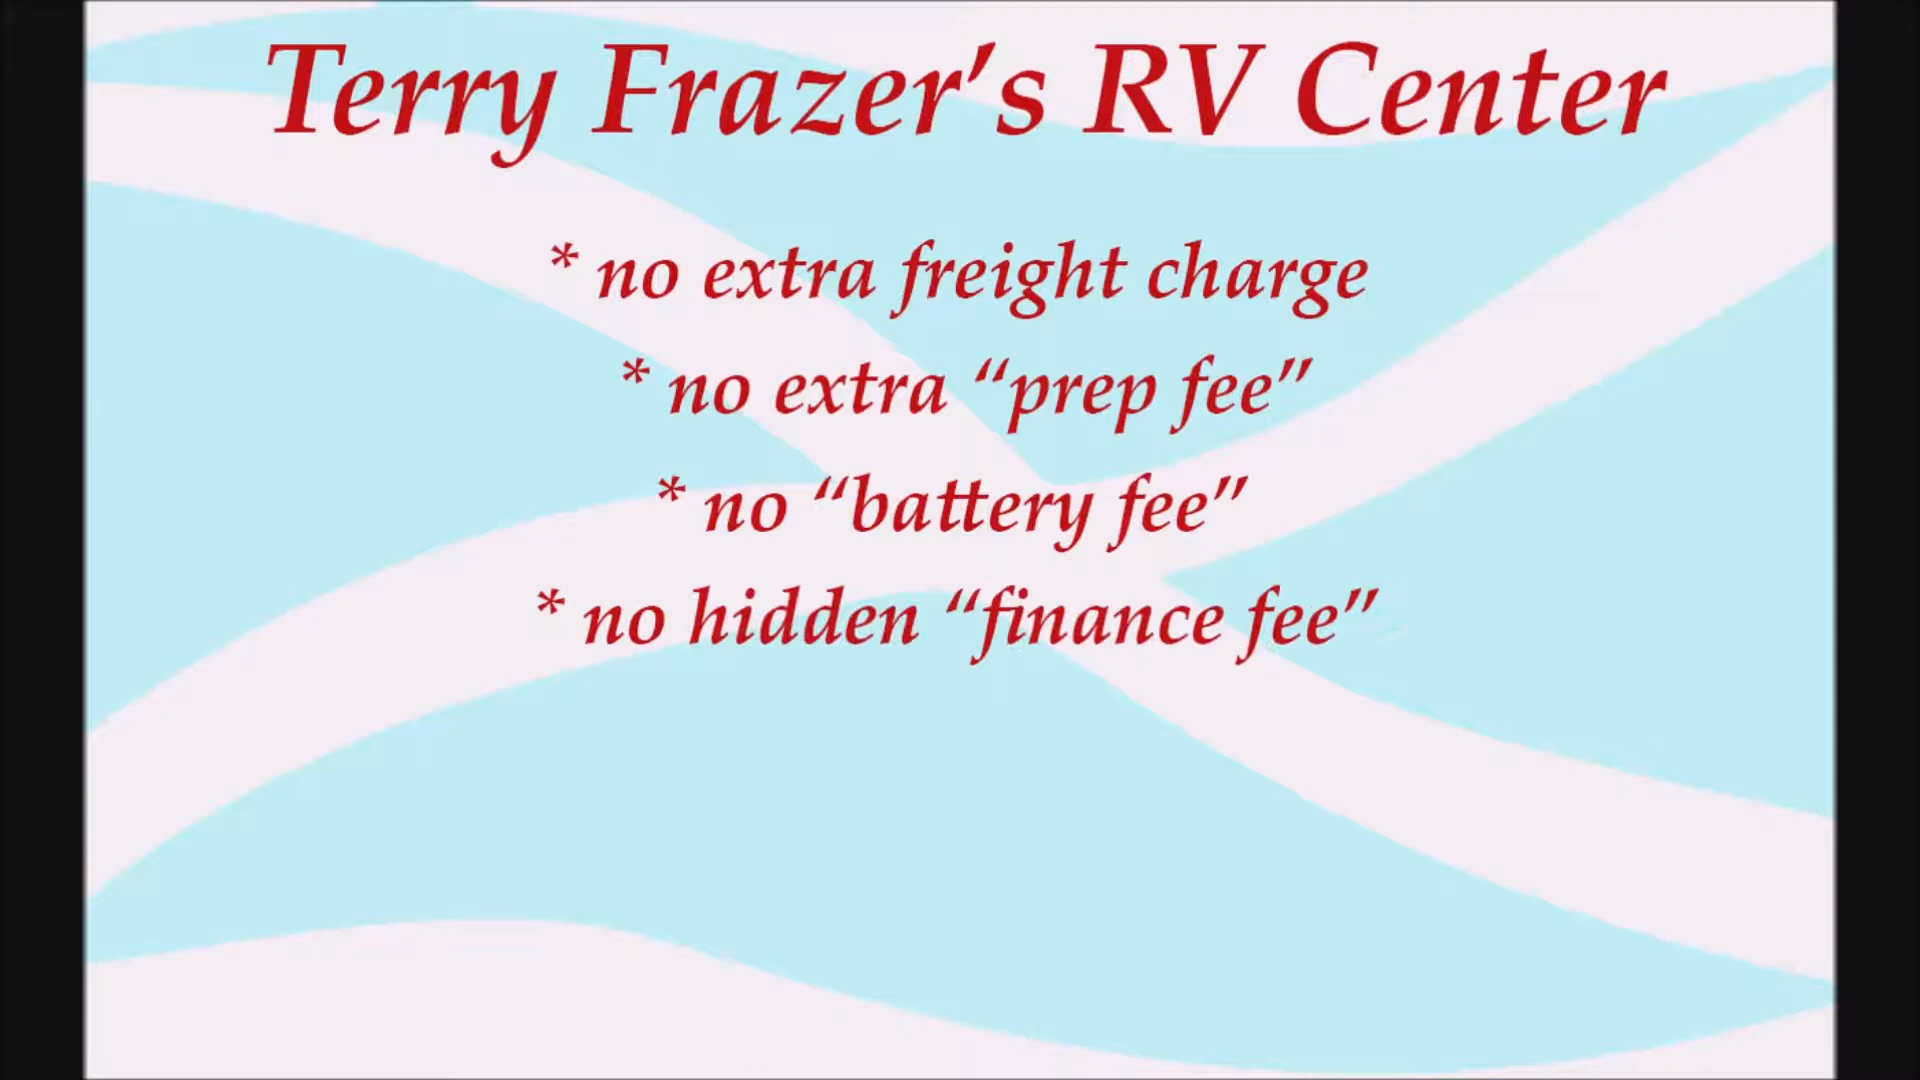 Terry Frazer’s RV Center
* no extra freight charge
* no extra “prep fee”
* no “battery fee”
* no hidden “finance fee”